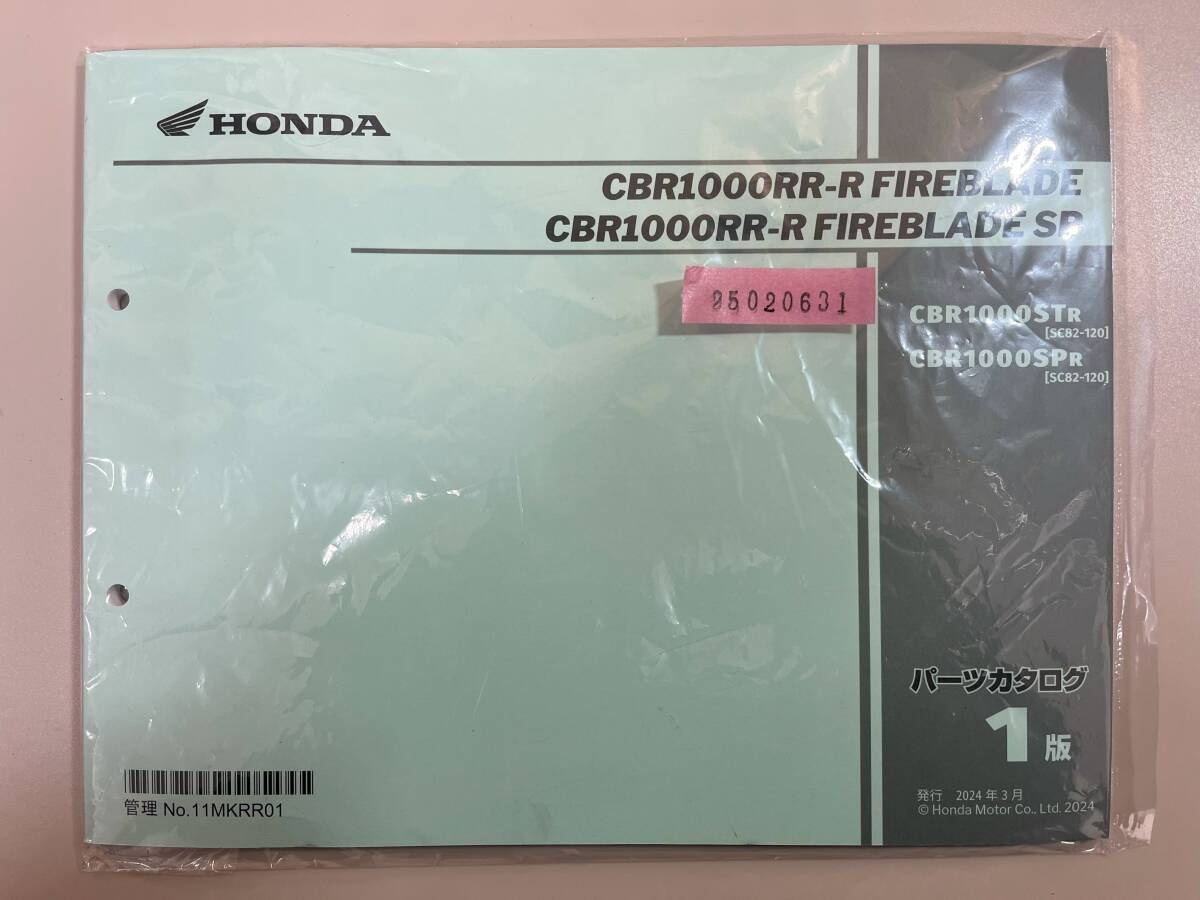 HONDA
CBR1000RR-R FIREBLADE
CBR1000RR-R FIREBLADE SP
95020631
CBR1000STR
[SC82-120]
CBR1000SPR
[SC82-120]
パーツカタログ
1版
管理 No.11MKRR01
発行 2024年3月
© Honda Motor Co., Ltd. 2024